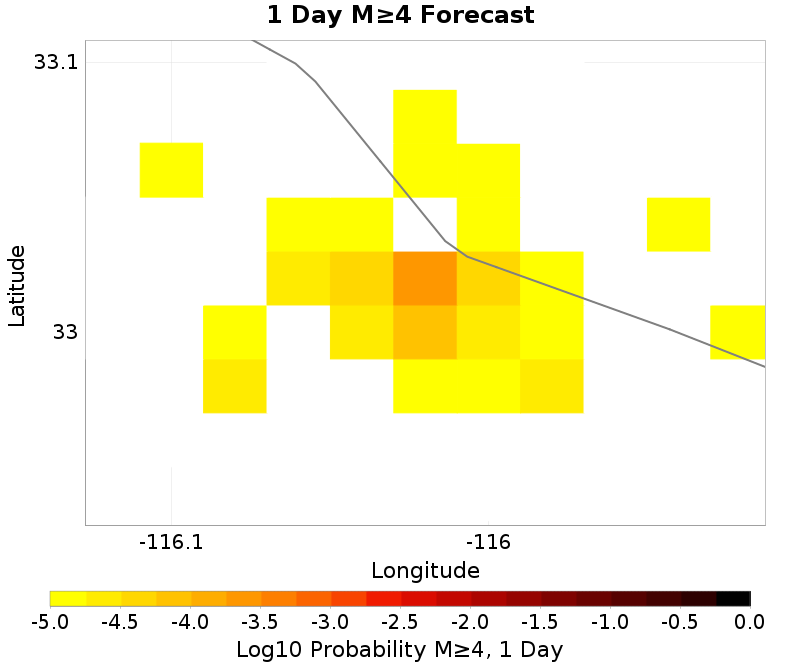 1 Day M≥4 Forecast
33.1
33
Latitude
-116.1 -116
Longitude
-5.0 -4.5 -4.0 -3.5 -3.0 -2.5 -2.0 -1.5 -1.0 -0.5 0.0
Log10 Probability M≥4, 1 Day